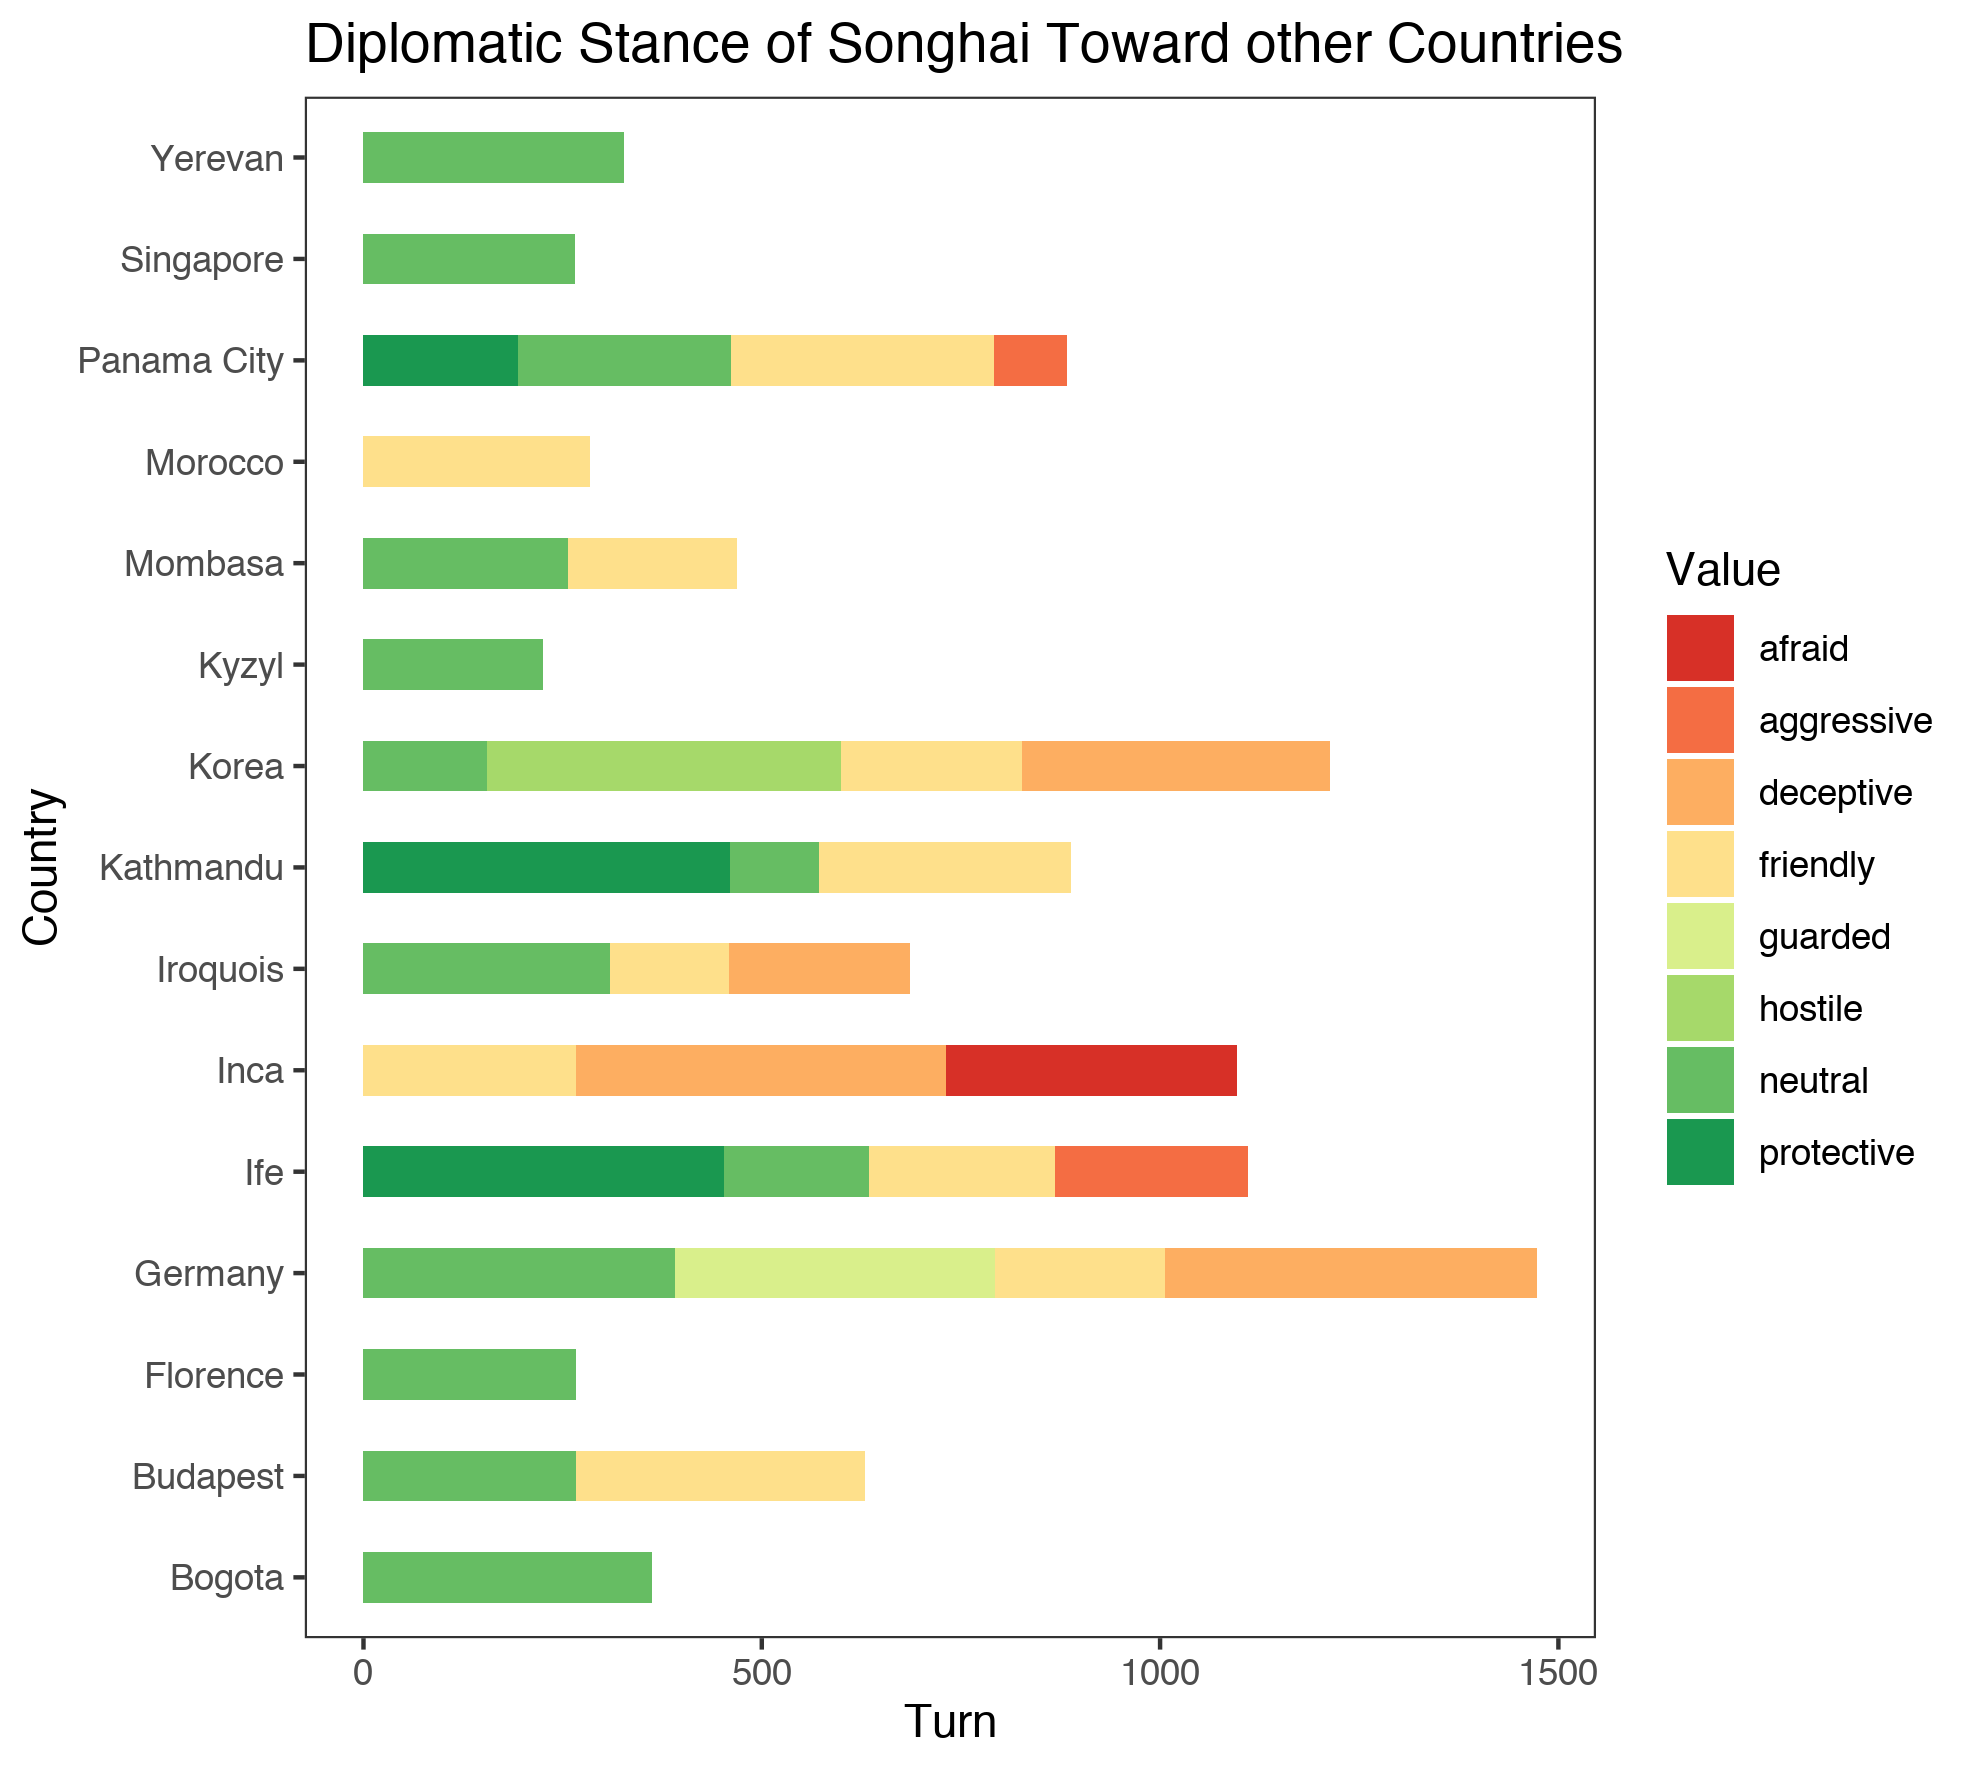 Diplomatic Stance of Songhai Toward other Countries
Country
Yerevan
Singapore
Panama City
Morocco
Mombasa
Kyzyl
Korea
Kathmandu
Iroquois
Inca
Ife
Germany
Florence
Budapest
Bogota
0 500 1000 1500
Turn
Value
afraid
aggressive
deceptive
friendly
guarded
hostile
neutral
protective